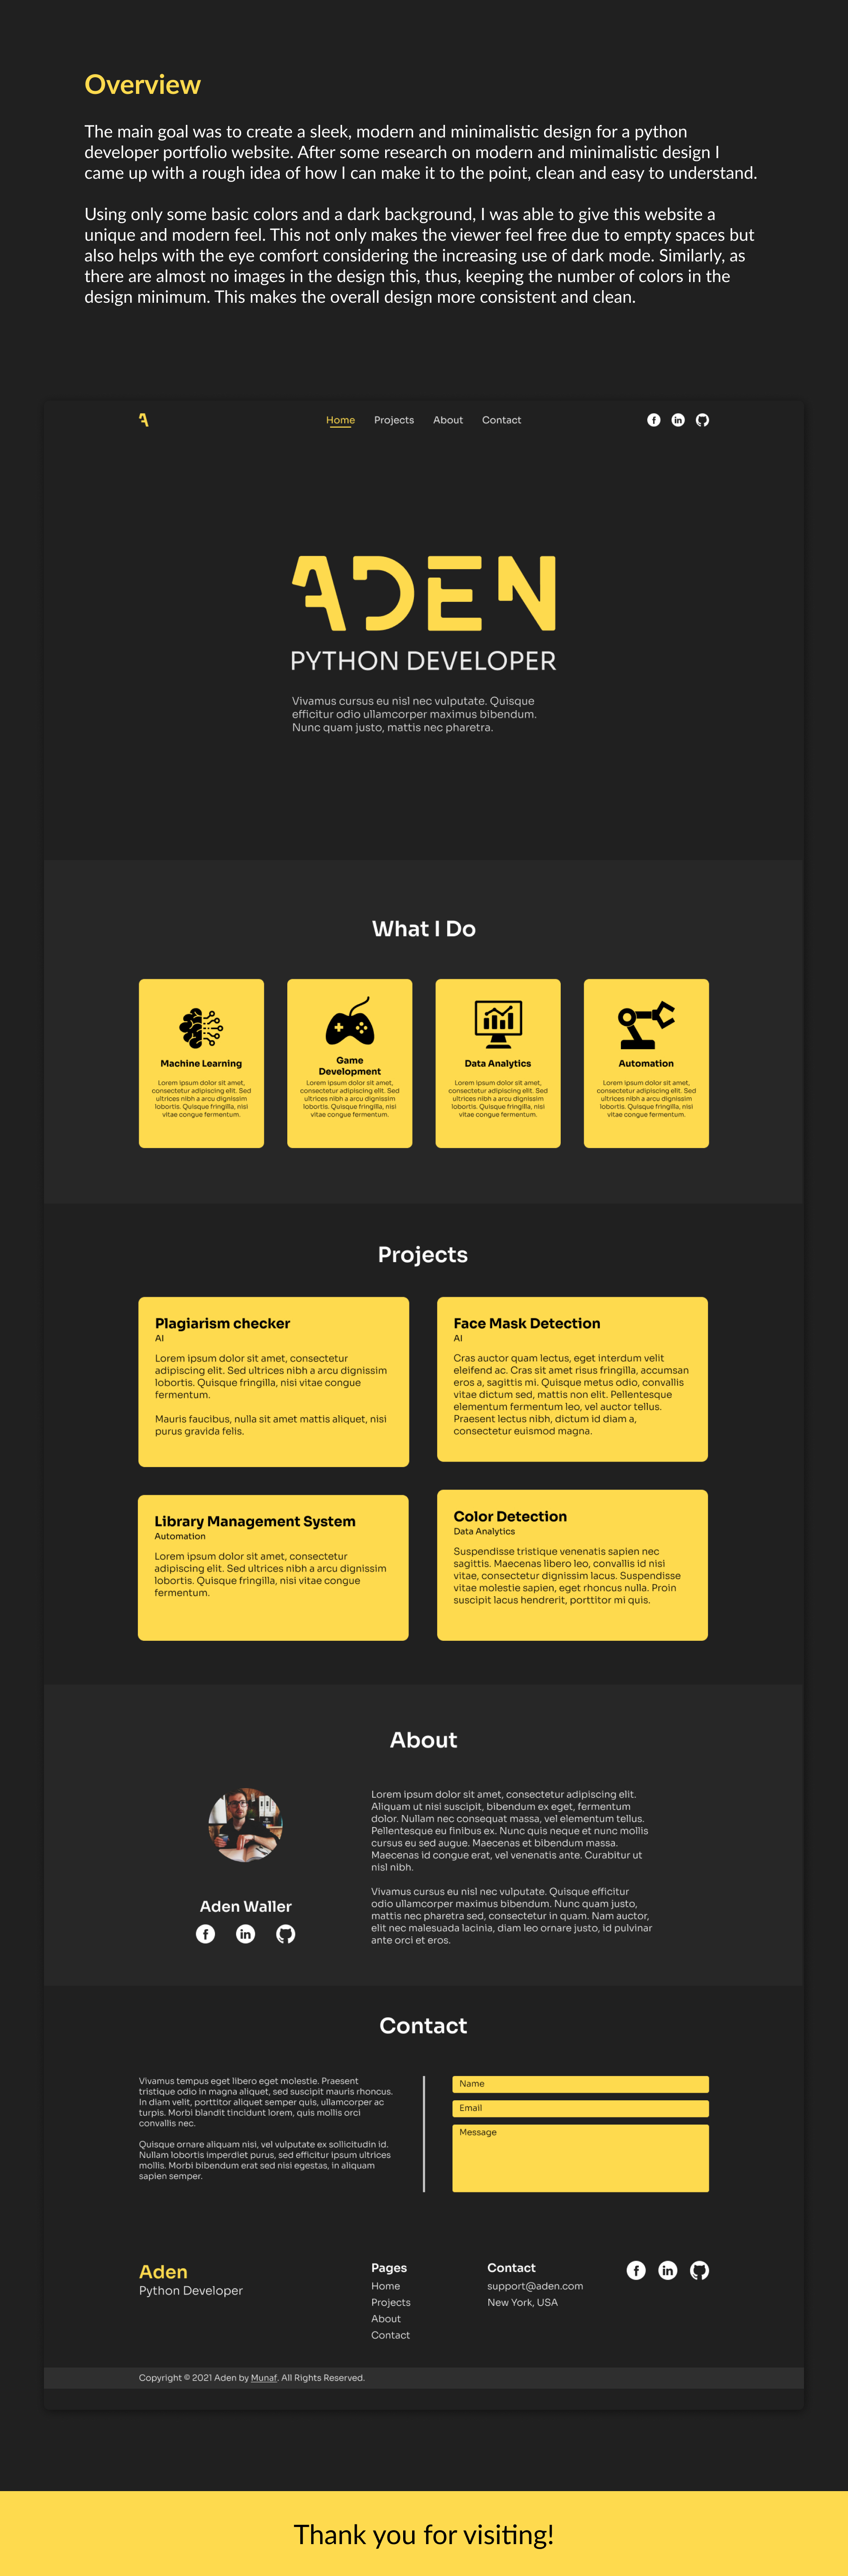 Overview
The main goal was to create a sleek, modern and minimalistic design for a python
developer portfolio website. After some research on modern and minimalistic design I
came up with a rough idea of how I can make it to the point, clean and easy to understand.
Using only some basic colors and a dark background, I was able to give this website a
unique and modern feel. This not only makes the viewer feel free due to empty spaces but
also helps with the eye comfort considering the increasing use of dark mode. Similarly, as
there are almost no images in the design this, thus, keeping the number of colors in the
design minimum. This makes the overall design more consistent and clean.
A
Home Projects About Contact
ADEN
PYTHON DEVELOPER
Vivamus cursus eu nisl nec vulputate. Quisque
efficitur odio ullamcorper maximus bibendum.
Nunc quam justo, mattis nec pharetra.
What I Do
Machine Learning
Lorem ipsum dolor sit amet,
consectetur adipiscing elit. Sed
ultrices nibh a arcu dignissim
lobortis. Quisque fringilla, nisi
vitae congue fermentum.
Game
Development
Lorem ipsum dolor sit amet,
consectetur adipiscing elit. Sed
ultrices nibh a arcu dignissim
lobortis. Quisque fringilla, nisi
vitae congue fermentum.
Data Analytics
Lorem ipsum dolor sit amet,
consectetur adipiscing elit. Sed
ultrices nibh a arcu dignissim
lobortis. Quisque fringilla, nisi
vitae congue fermentum.
Automation
Lorem ipsum dolor sit amet,
consectetur adipiscing elit. Sed
ultrices nibh a arcu dignissim
lobortis. Quisque fringilla, nisi
vitae congue fermentum.
Projects
Plagiarism checker
AI
Lorem ipsum dolor sit amet, consectetur
adipiscing elit. Sed ultrices nibh a arcu dignissim
lobortis. Quisque fringilla, nisi vitae congue
fermentum.
Mauris faucibus, nulla sit amet mattis aliquet, nisi
purus gravida felis.
Face Mask Detection
AI
Cras auctor quam lectus, eget interdum velit
eleifend ac. Cras sit amet risus fringilla, accumsan
eros a, sagittis mi. Quisque metus odio, convallis
vitae dictum sed, mattis non elit. Pellentesque
elementum fermentum leo, vel auctor tellus.
Praesent lectus nibh, dictum id diam a,
consectetur euismod magna.
Library Management System
Automation
Lorem ipsum dolor sit amet, consectetur
adipiscing elit. Sed ultrices nibh a arcu dignissim
lobortis. Quisque fringilla, nisi vitae congue
fermentum.
Color Detection
Data Analytics
Suspendisse tristique venenatis sapien nec
sagittis. Maecenas libero leo, convallis id nisi
vitae, consectetur dignissim lacus. Suspendisse
vitae molestie sapien, eget rhoncus nulla. Proin
suscipit lacus hendrerit, porttitor mi quis.
About
Aden Waller
Lorem ipsum dolor sit amet, consectetur adipiscing elit.
Aliquam ut nisi suscipit, bibendum ex eget, fermentum
dolor. Nullam nec consequat massa, vel elementum tellus.
Pellentesque eu finibus ex. Nunc quis neque et nunc mollis
cursus eu sed augue. Maecenas et bibendum massa.
Maecenas id congue erat, vel venenatis ante. Curabitur ut
nisl nibh.
Vivamus cursus eu nisl nec vulputate. Quisque efficitur
odio ullamcorper maximus bibendum. Nunc quam justo,
mattis nec pharetra sed, consectetur in quam. Nam auctor,
elit nec malesuada lacinia, diam leo ornare justo, id pulvinar
ante orci et eros.
Contact
Vivamus tempus eget libero eget molestie. Praesent
tristique odio in magna aliquet, sed suscipit mauris rhoncus.
In diam velit, porttitor aliquet semper quis, ullamcorper ac
turpis. Morbi blandit tincidunt lorem, quis mollis orci
convallis nec.
Quisque ornare aliquam nisi, vel vulputate ex sollicitudin id.
Nullam lobortis imperdiet purus, sed efficitur ipsum ultrices
mollis. Morbi bibendum erat sed nisi egestas, in aliquam
sapien semper.
Name
Email
Message
Aden
Python Developer
Pages
Home
Projects
About
Contact
Contact
support@aden.com
New York, USA
Copyright © 2021 Aden by Munaf. All Rights Reserved.
Thank you for visiting!